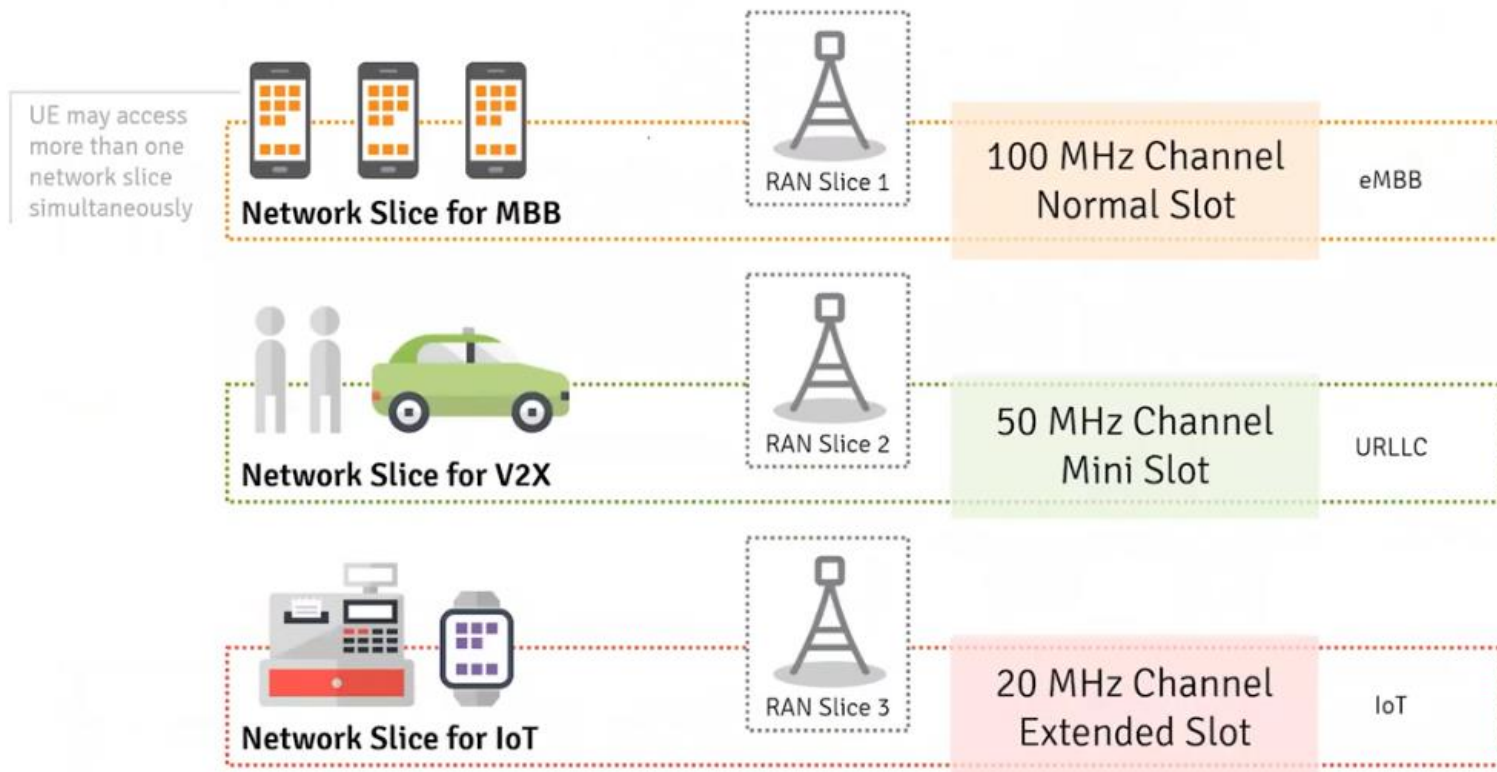 UE may access
more than one
network slice
simultaneously
Network Slice for MBB
RAN Slice 1
100 MHz Channel
Normal Slot
eMBB
Network Slice for V2X
RAN Slice 2
50 MHz Channel
Mini Slot
URLLC
Network Slice for IoT
RAN Slice 3
20 MHz Channel
Extended Slot
IoT